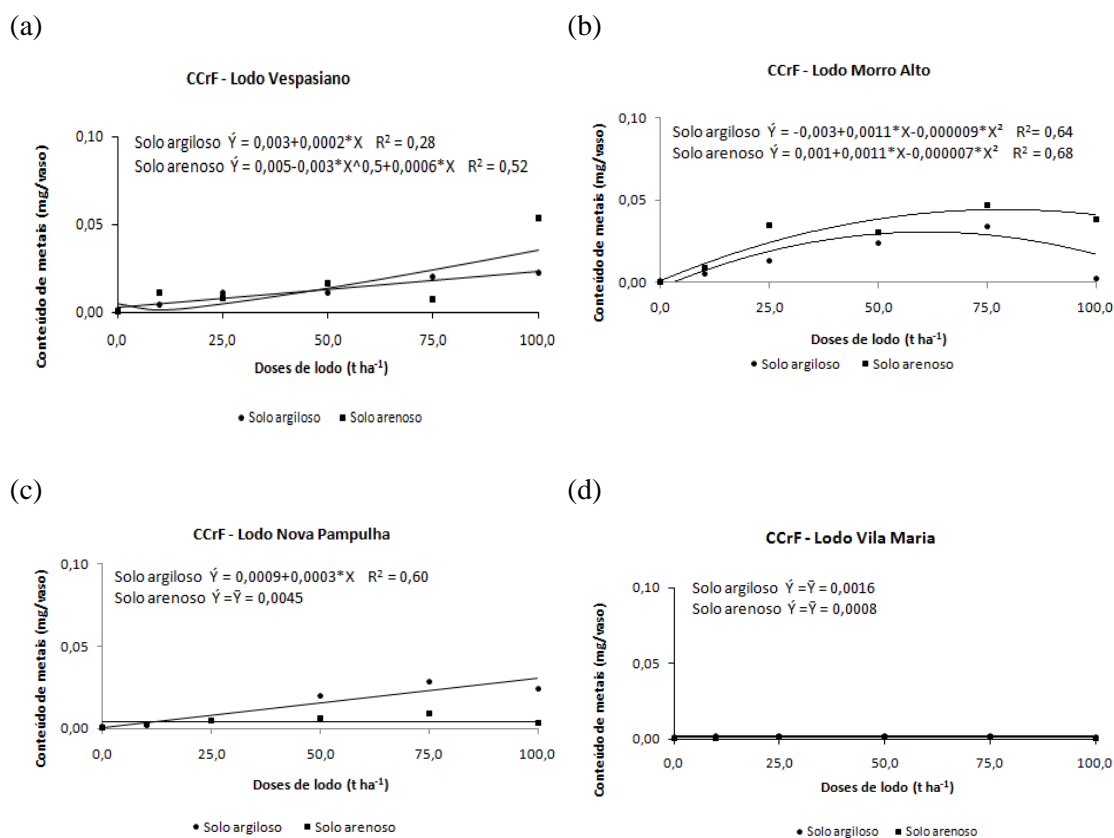 (a)
CCrF - Lodo Vespasiano
Solo argiloso Ý = 0,003+0,0002*X R² = 0,28
Solo arenoso Ý = 0,005-0,003*X^0,5+0,0006*X R² = 0,52
Conteúdo de metais (mg/vaso)
0,10
0,05
0,00
0,0 25,0 50,0 75,0 100,0
Doses de lodo (t ha⁻¹)
Solo argiloso Solo arenoso
(b)
CCrF - Lodo Morro Alto
Solo argiloso Ý = -0,003+0,0011*X-0,000009*X² R²= 0,64
Solo arenoso Ý = 0,001+0,0011*X-0,000007*X² R² = 0,68
Conteúdo de metais (mg/vaso)
0,10
0,05
0,00
0,0 25,0 50,0 75,0 100,0
Doses de lodo (t ha⁻¹)
Solo argiloso Solo arenoso
(c)
CCrF - Lodo Nova Pampulha
Solo argiloso Ý = 0,0009+0,0003*X R² = 0,60
Solo arenoso Ý =Ȳ = 0,0045
Conteúdo de metais (mg/vaso)
0,10
0,05
0,00
0,0 25,0 50,0 75,0 100,0
Doses de lodo (t ha⁻¹)
Solo argiloso Solo arenoso
(d)
CCrF - Lodo Vila Maria
Solo argiloso Ý =Ȳ = 0,0016
Solo arenoso Ý =Ȳ = 0,0008
Conteúdo de metais (mg/vaso)
0,10
0,05
0,00
0,0 25,0 50,0 75,0 100,0
Doses de lodo (t ha⁻¹)
Solo argiloso Solo arenoso